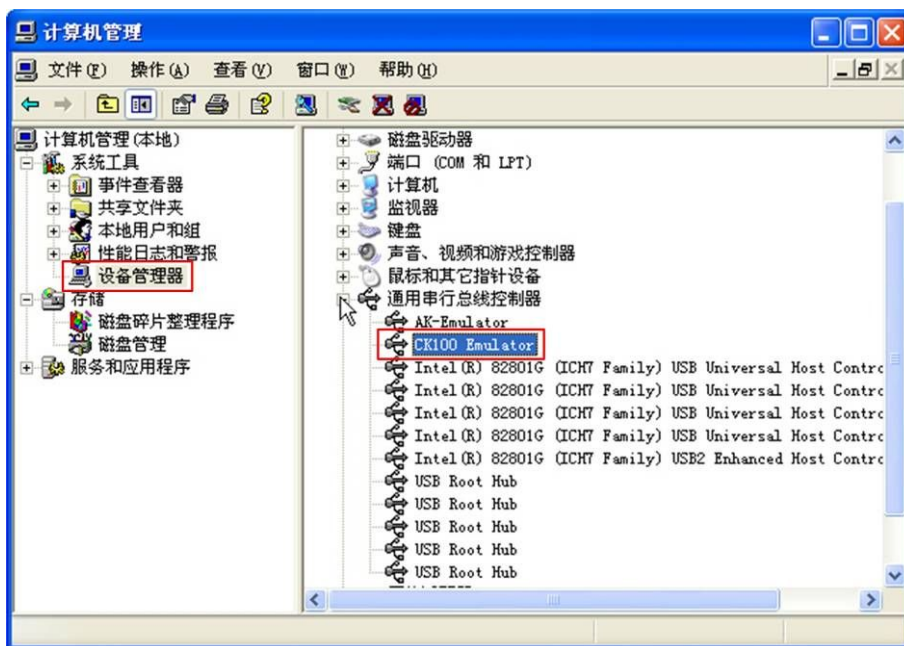 计算机管理
文件(F) 操作(A) 查看(V) 窗口(W) 帮助(H)
计算机管理(本地)
系统工具
事件查看器
共享文件夹
本地用户和组
性能日志和警报
设备管理器
存储
磁盘碎片整理程序
磁盘管理
服务和应用程序
磁盘驱动器
端口 (COM 和 LPT)
计算机
监视器
键盘
声音、视频和游戏控制器
鼠标和其它指针设备
通用串行总线控制器
AK-Emulator
CK100 Emulator
Intel(R) 82801G (ICH7 Family) USB Universal Host Contrc
Intel(R) 82801G (ICH7 Family) USB Universal Host Contrc
Intel(R) 82801G (ICH7 Family) USB Universal Host Contrc
Intel(R) 82801G (ICH7 Family) USB Universal Host Contrc
Intel(R) 82801G (ICH7 Family) USB2 Enhanced Host Contrc
USB Root Hub
USB Root Hub
USB Root Hub
USB Root Hub
USB Root Hub